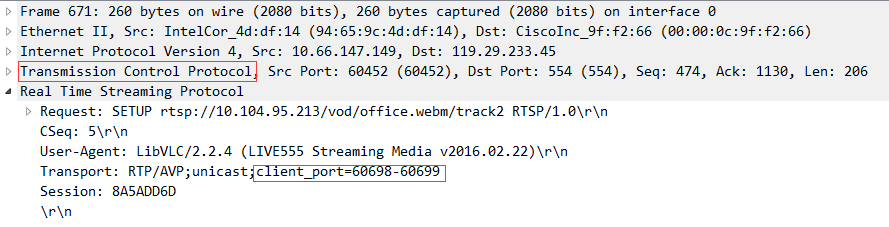 Frame 671: 260 bytes on wire (2080 bits), 260 bytes captured (2080 bits) on interface 0
Ethernet II, Src: IntelCor_4d:df:14 (94:65:9c:4d:df:14), Dst: CiscoInc_9f:f2:66 (00:00:0c:9f:f2:66)
Internet Protocol Version 4, Src: 10.66.147.149, Dst: 119.29.233.45
Transmission Control Protocol, Src Port: 60452 (60452), Dst Port: 554 (554), Seq: 474, Ack: 1130, Len: 206
Real Time Streaming Protocol
Request: SETUP rtsp://10.104.95.213/vod/office.webm/track2 RTSP/1.0\r\n
CSeq: 5\r\n
User-Agent: LibVLC/2.2.4 (LIVE555 Streaming Media v2016.02.22)\r\n
Transport: RTP/AVP;unicast;client_port=60698-60699
Session: 8A5ADD6D
\r\n